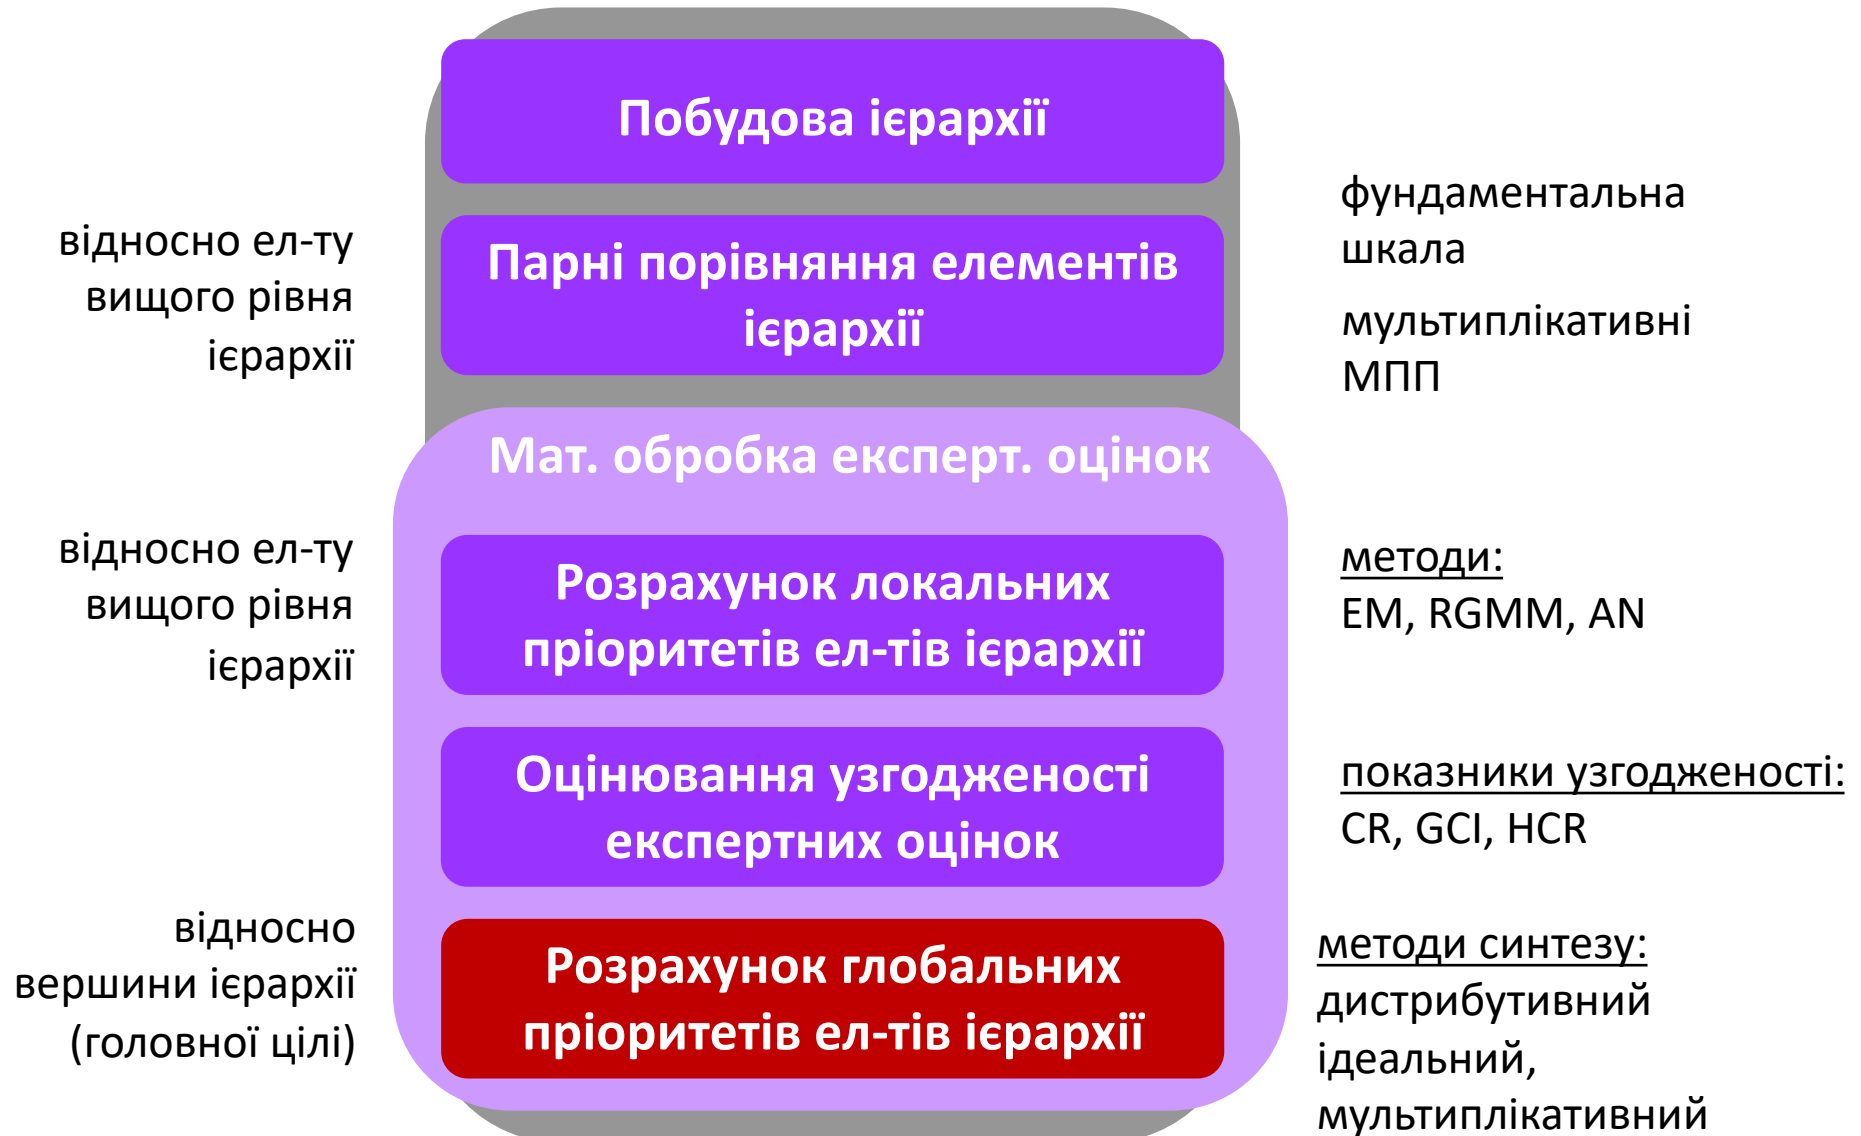 Побудова ієрархії
відносно ел-ту
вищого рівня
ієрархії
Парні порівняння елементів
ієрархії
фундаментальна
шкала
мультиплікативні
МПП
Мат. обробка експерт. оцінок
відносно ел-ту
вищого рівня
ієрархії
Розрахунок локальних
пріоритетів ел-тів ієрархії
методи:
EM, RGMM, AN
Оцінювання узгодженості
експертних оцінок
показники узгодженості:
CR, GCI, HCR
відносно
вершини ієрархії
(головної цілі)
Розрахунок глобальних
пріоритетів ел-тів ієрархії
методи синтезу:
дистрибутивний
ідеальний,
мультиплікативний